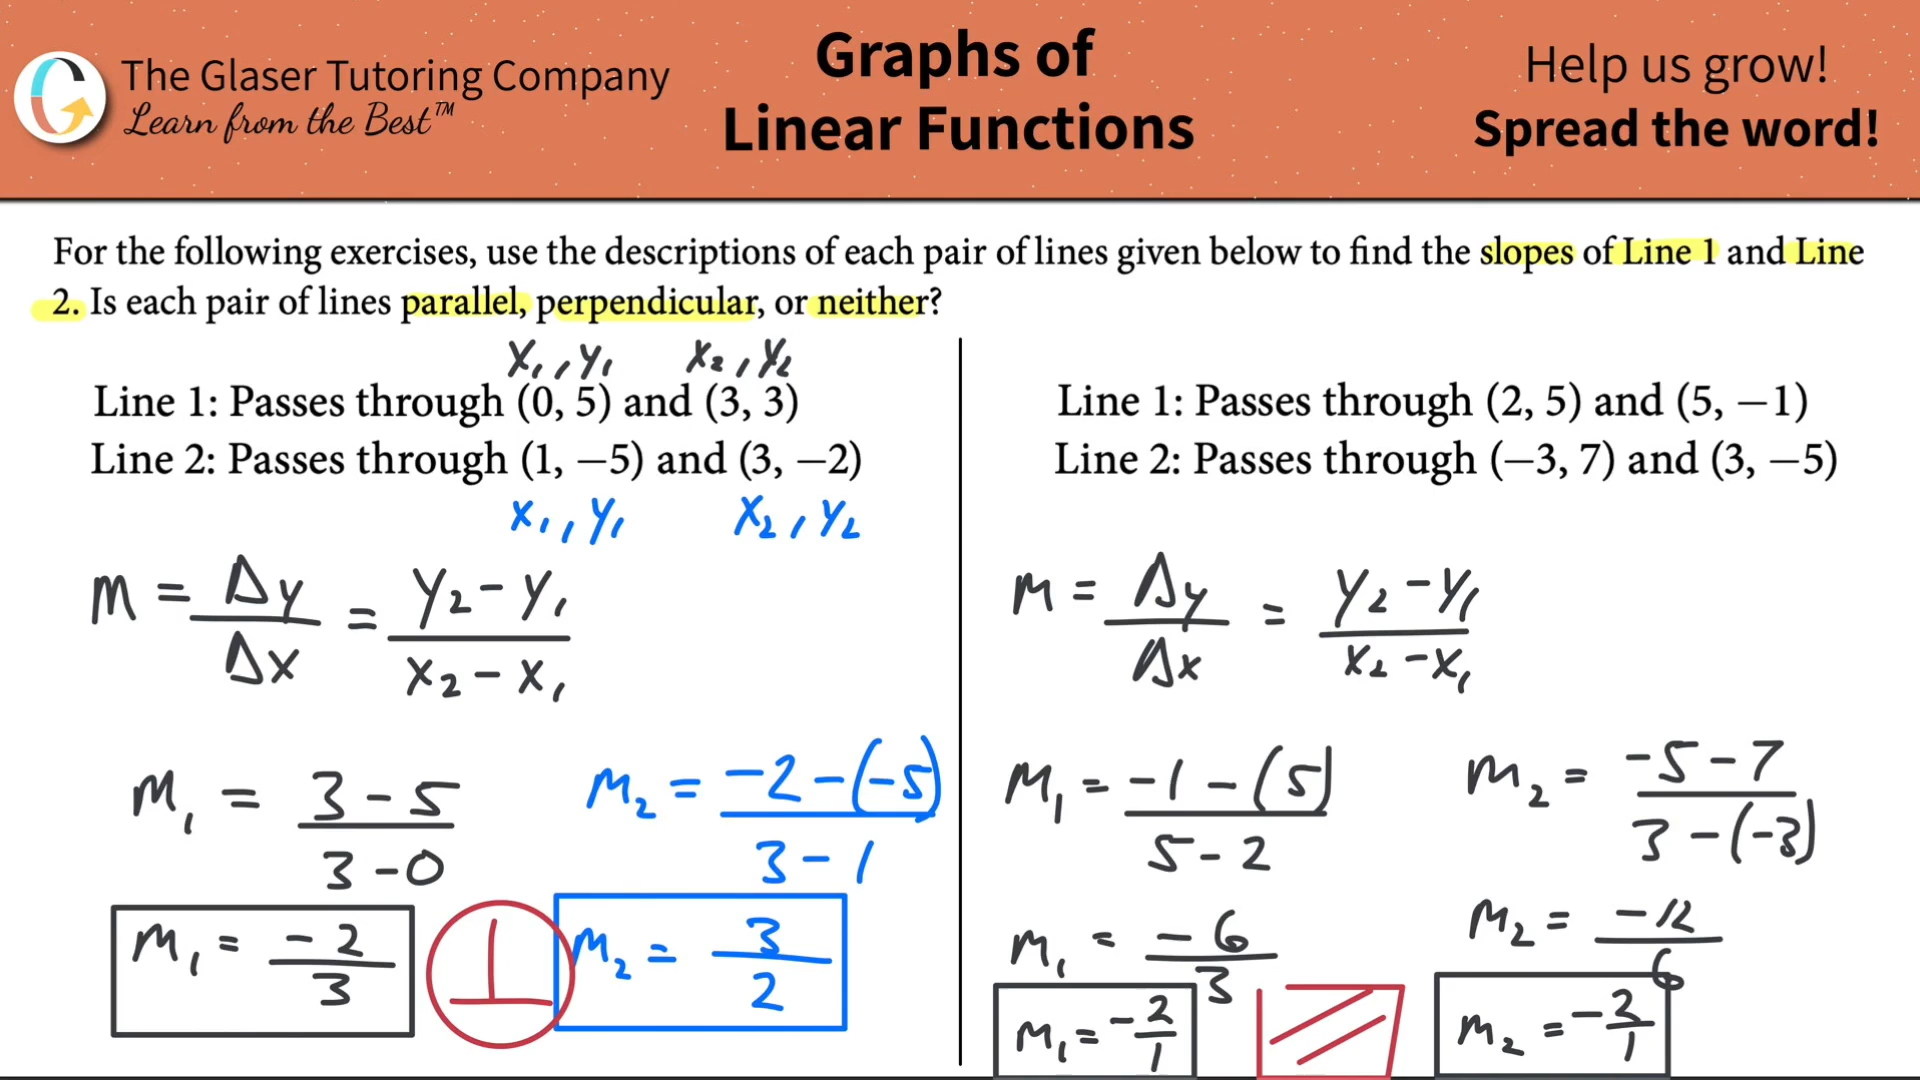 The Glaser Tutoring Company
Learn from the Best™
Graphs of
Linear Functions
Help us grow!
Spread the word!
For the following exercises, use the descriptions of each pair of lines given below to find the slopes of Line 1 and Line
2. Is each pair of lines parallel, perpendicular, or neither?
x₁, y₁ x₂, y₂
Line 1: Passes through (0, 5) and (3, 3)
Line 2: Passes through (1, −5) and (3, −2)
x₁, y₁ x₂, y₂
m = Δy/Δx = y₂ - y₁ / x₂ - x₁
m₁ = 3 - 5 / 3 - 0
m₂ = -2 - (-5) / 3 - 1
m₁ = -2/3
⊥
m₂ = 3/2
Line 1: Passes through (2, 5) and (5, −1)
Line 2: Passes through (−3, 7) and (3, −5)
m = Δy/Δx = y₂ - y₁ / x₂ - x₁
m₁ = -1 - (5) / 5 - 2
m₂ = -5 - 7 / 3 - (-3)
m₁ = -6/3
m₂ = -12/6
m₁ = -2/1
//
m₂ = -2/1